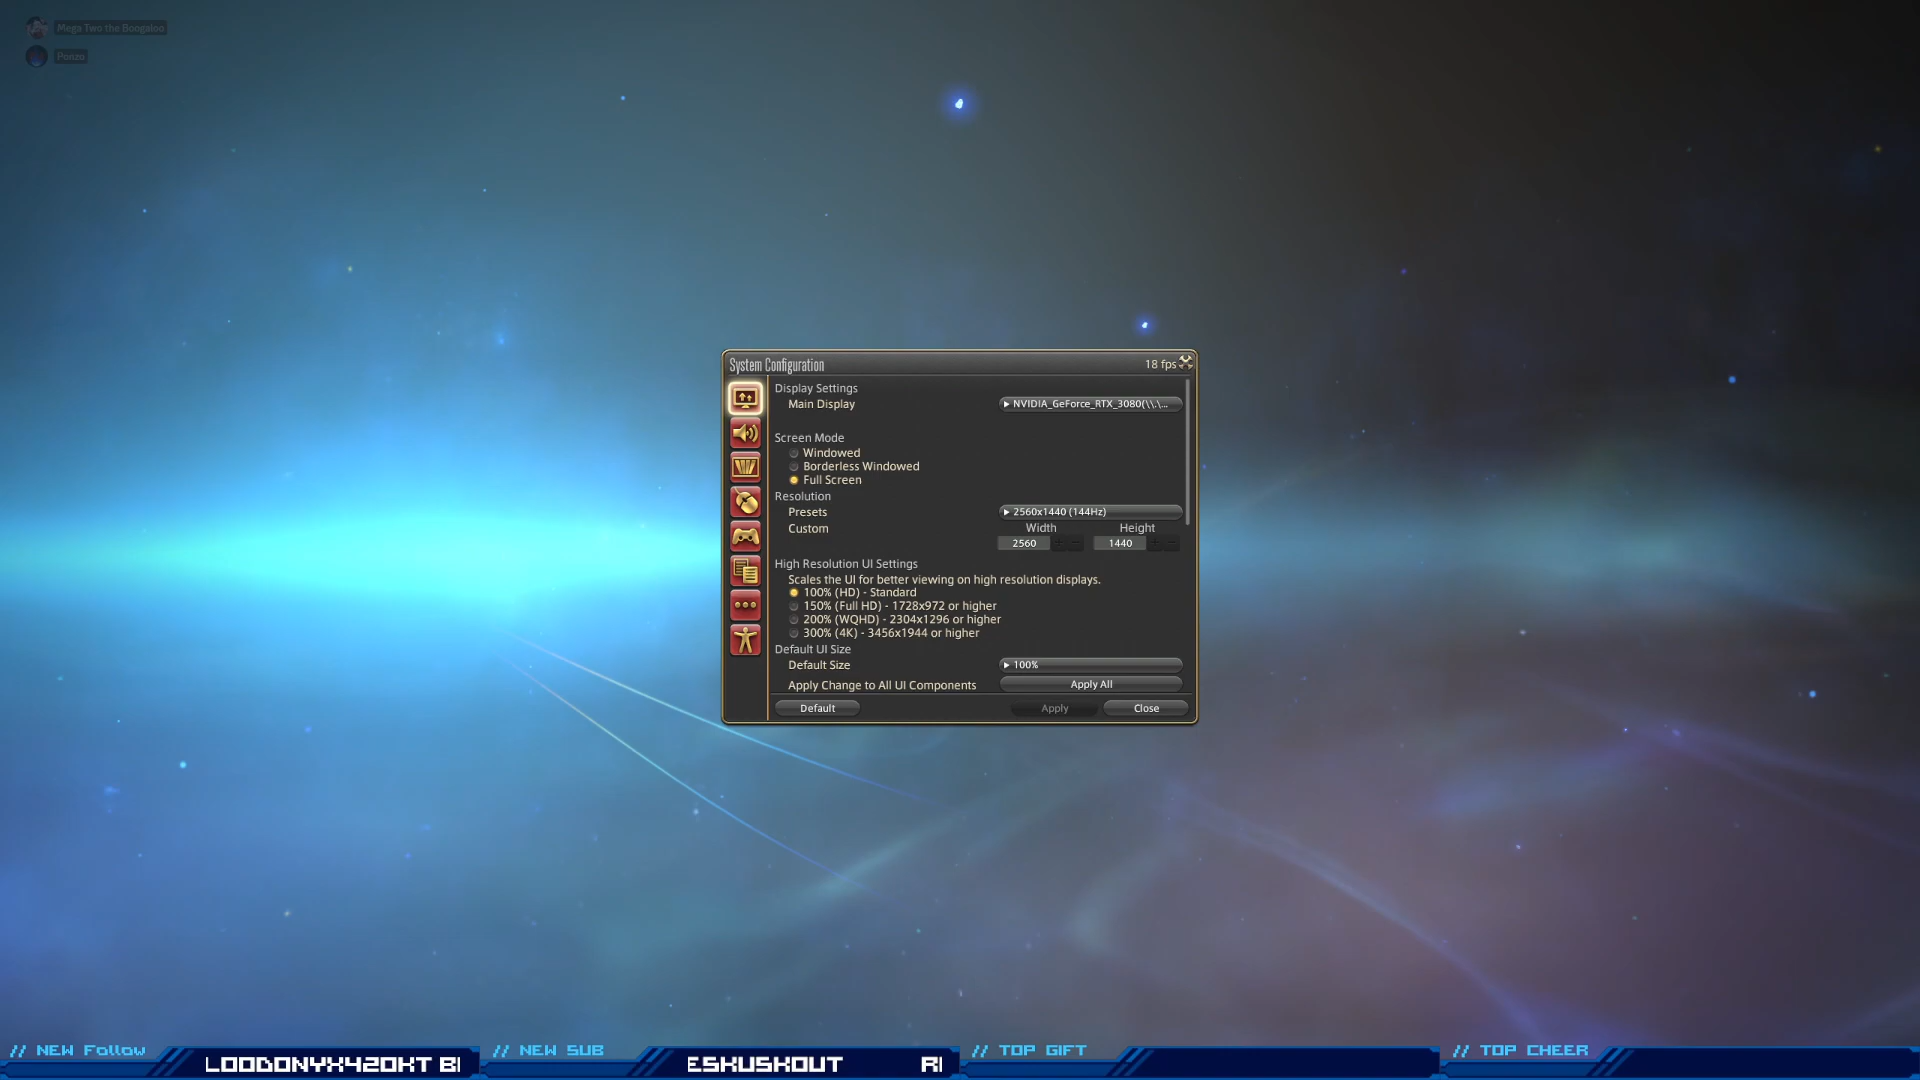 Mega Two the Boogaloo
Ponzo
System Configuration
18 fps
Display Settings
Main Display
NVIDIA_GeForce_RTX_3080(\\.\...
Screen Mode
Windowed
Borderless Windowed
Full Screen
Resolution
Presets
2560x1440 (144Hz)
Custom
Width
Height
2560
1440
High Resolution UI Settings
Scales the UI for better viewing on high resolution displays.
100% (HD) - Standard
150% (Full HD) - 1728x972 or higher
200% (WQHD) - 2304x1296 or higher
300% (4K) - 3456x1944 or higher
Default UI Size
Default Size
100%
Apply Change to All UI Components
Apply All
Default
Apply
Close
// NEW Follow
LOODONYX420KT
// NEW SUB
ESKUSKOUT
// TOP GIFT
// TOP CHEER